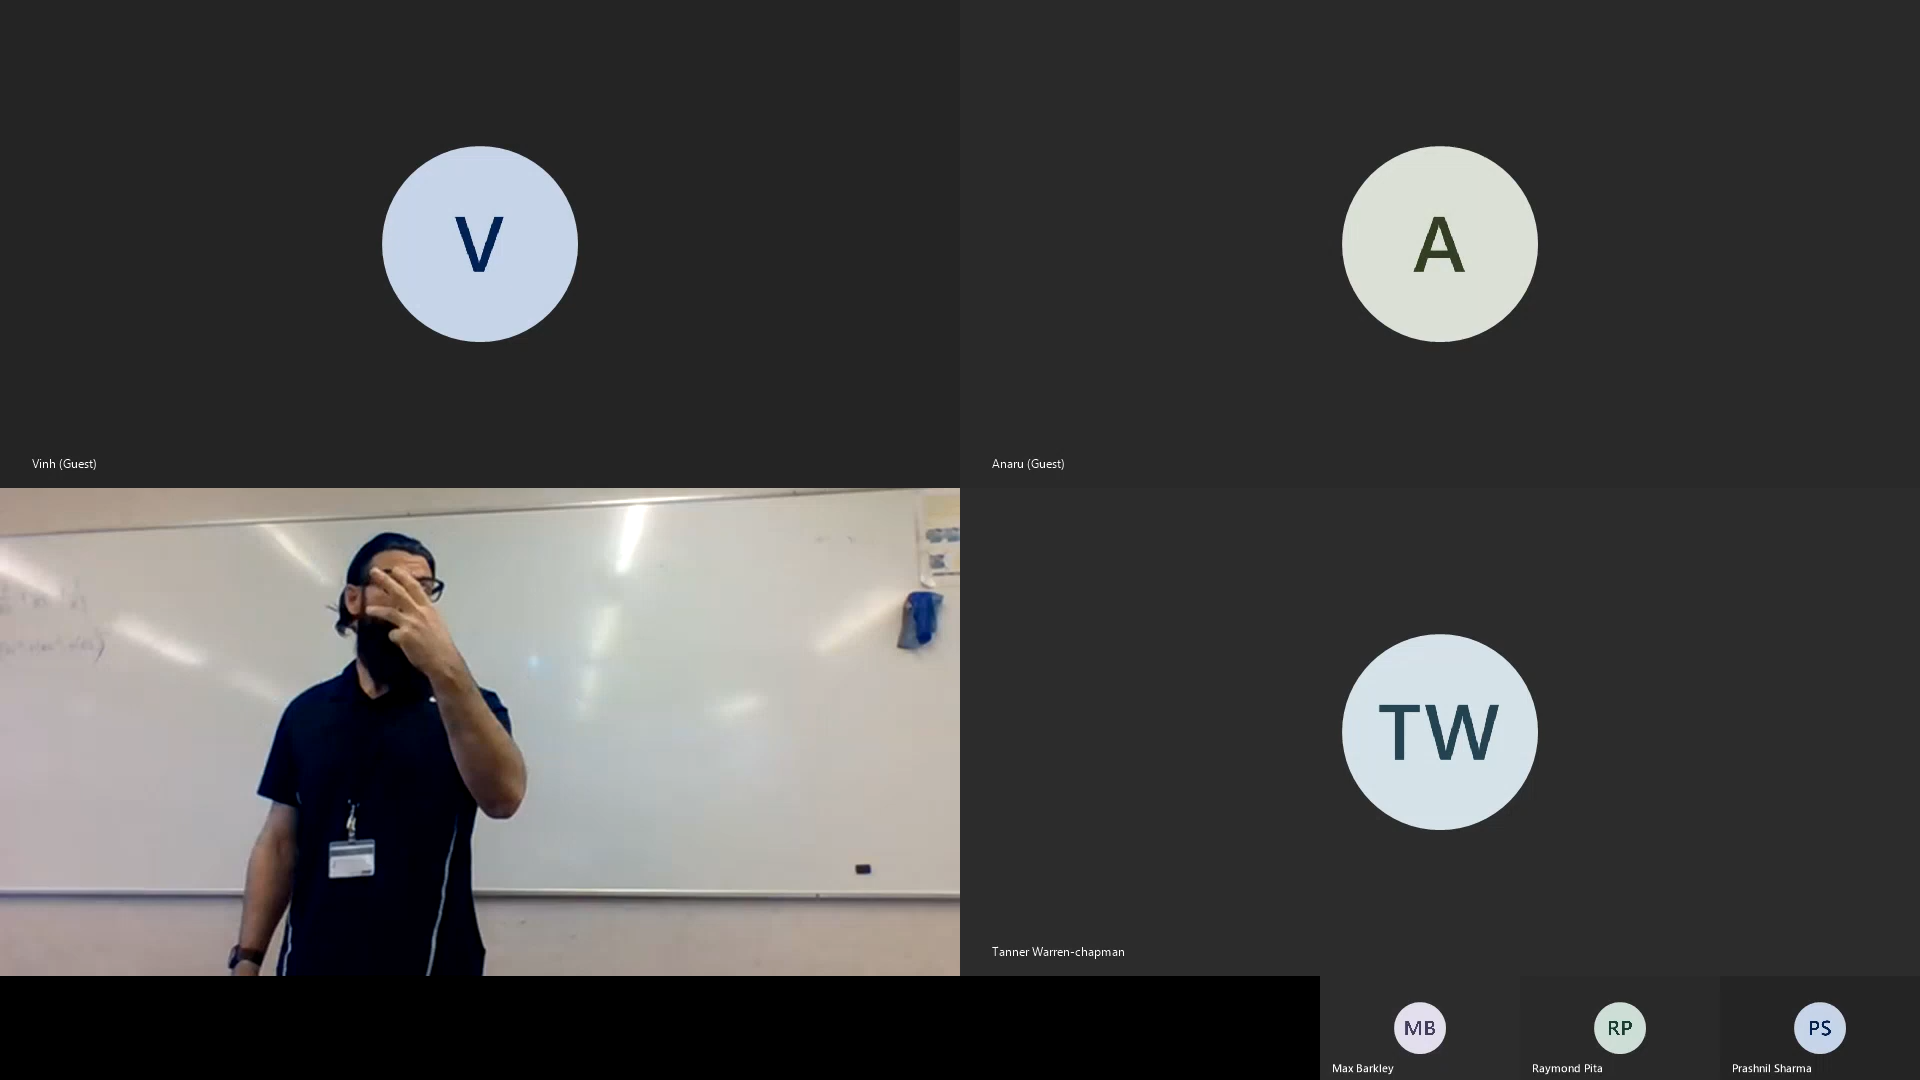 V
Vinh (Guest)
A
Anaru (Guest)
TW
Tanner Warren-chapman
MB
Max Barkley
RP
Raymond Pita
PS
Prashnil Sharma